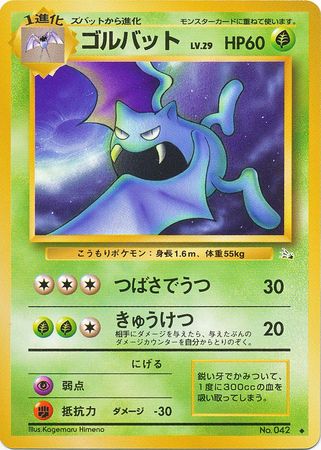 1進化 ズバットから進化 モンスターカードに重ねて使います。
ゴルバット LV.29 HP60
こうもりポケモン：身長1.6m、体重55kg
つばさでうつ 30
きゅうけつ 20
相手にダメージを与えたら、与えたぶんの
ダメージカウンターを自分からとりのぞく。
にげる
弱点
抵抗力 ダメージ -30
鋭い牙でかみついて、
1度に300ccの血を
吸い取ってしまう。
Illus.Kagemaru Himeno No.042 ◆